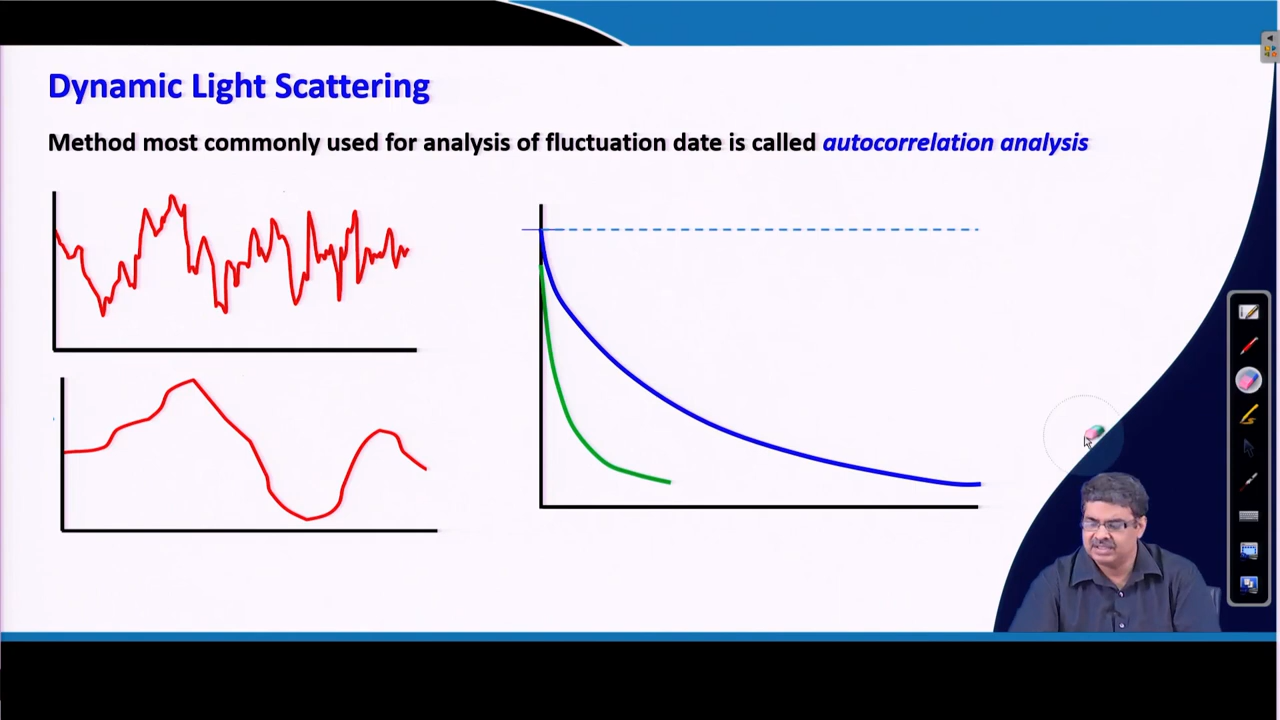 Dynamic Light Scattering
Method most commonly used for analysis of fluctuation date is called autocorrelation analysis